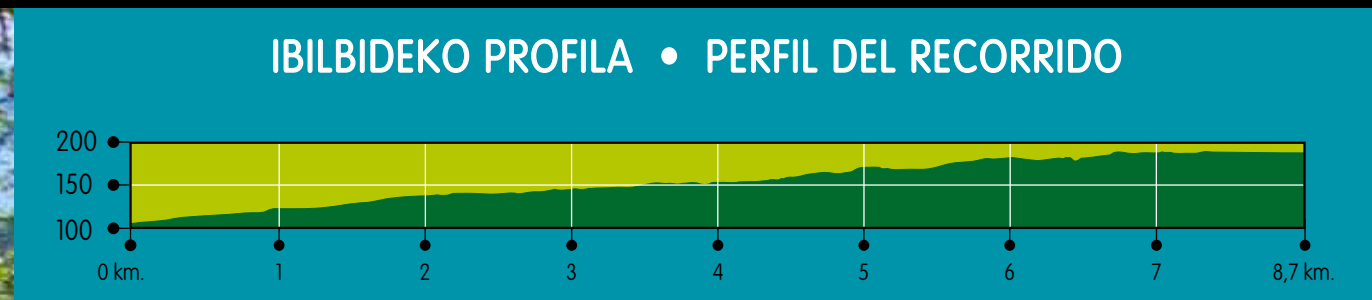 IBILBIDEKO PROFILA • PERFIL DEL RECORRIDO
200
150
100
0 km. 1 2 3 4 5 6 7 8,7 km.